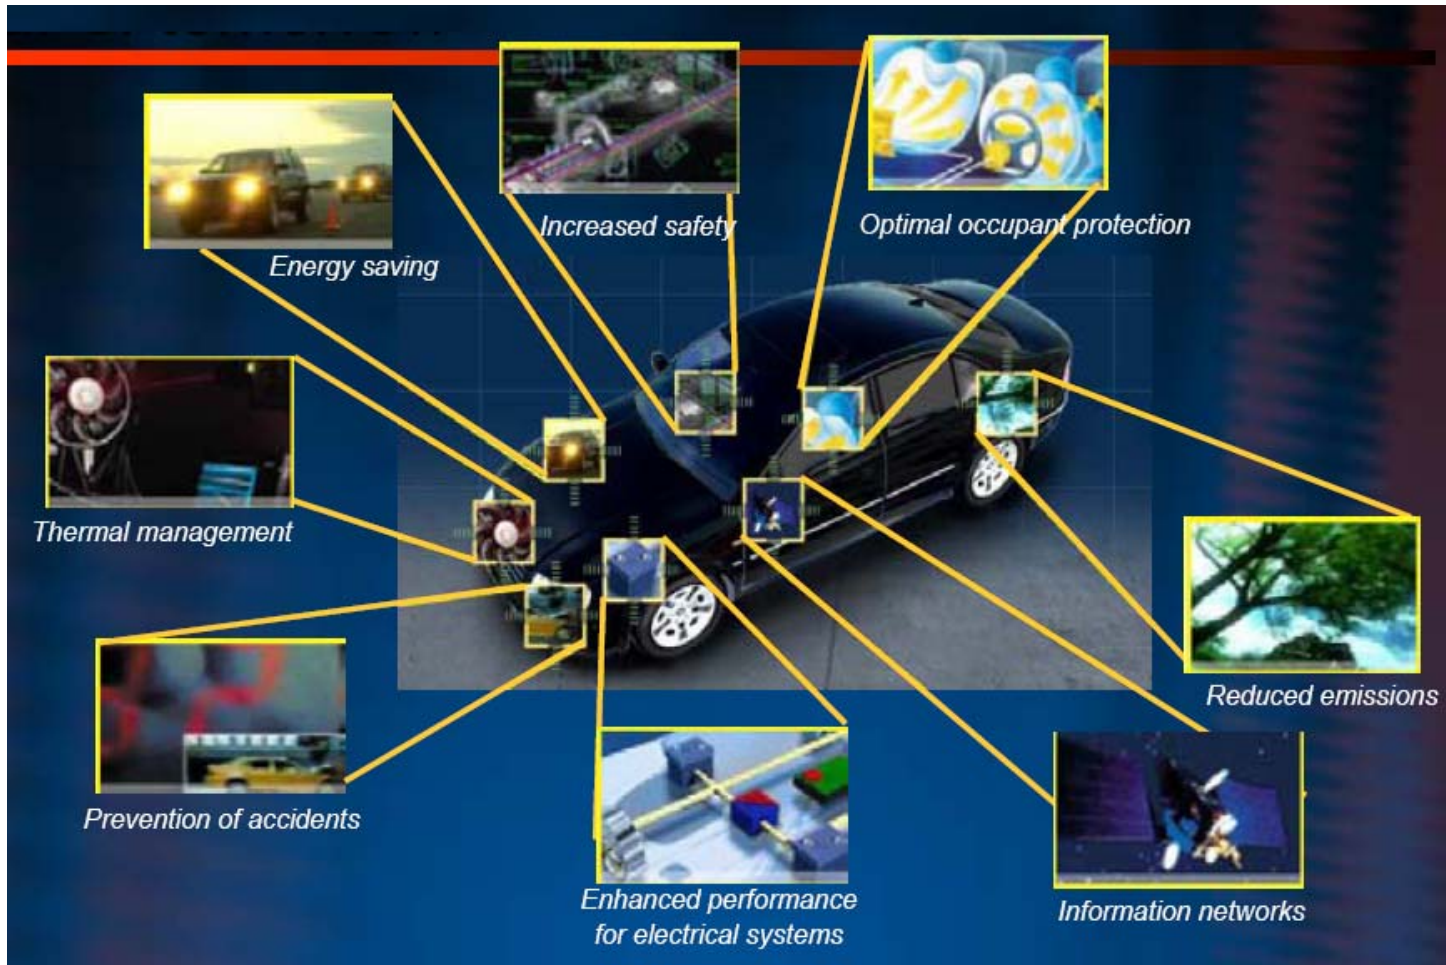 Increased safety
Optimal occupant protection
Energy saving
Thermal management
Reduced emissions
Prevention of accidents
Enhanced performance
for electrical systems
Information networks